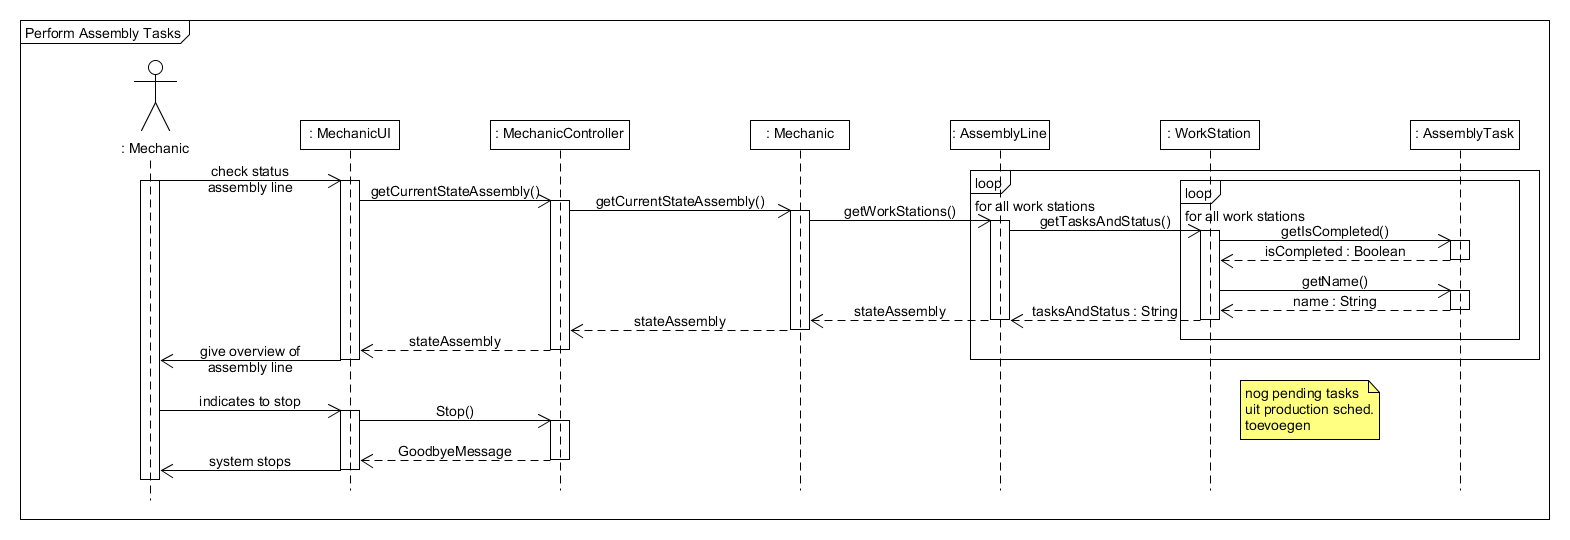 Perform Assembly Tasks
: Mechanic
: MechanicUI
: MechanicController
: Mechanic
: AssemblyLine
: WorkStation
: AssemblyTask
check status
assembly line
getCurrentStateAssembly()
getCurrentStateAssembly()
getWorkStations()
loop
for all work stations
getTasksAndStatus()
loop
for all work stations
getIsCompleted()
isCompleted : Boolean
getName()
name : String
tasksAndStatus : String
stateAssembly
stateAssembly
stateAssembly
give overview of
assembly line
indicates to stop
Stop()
GoodbyeMessage
system stops
nog pending tasks
uit production sched.
toevoegen